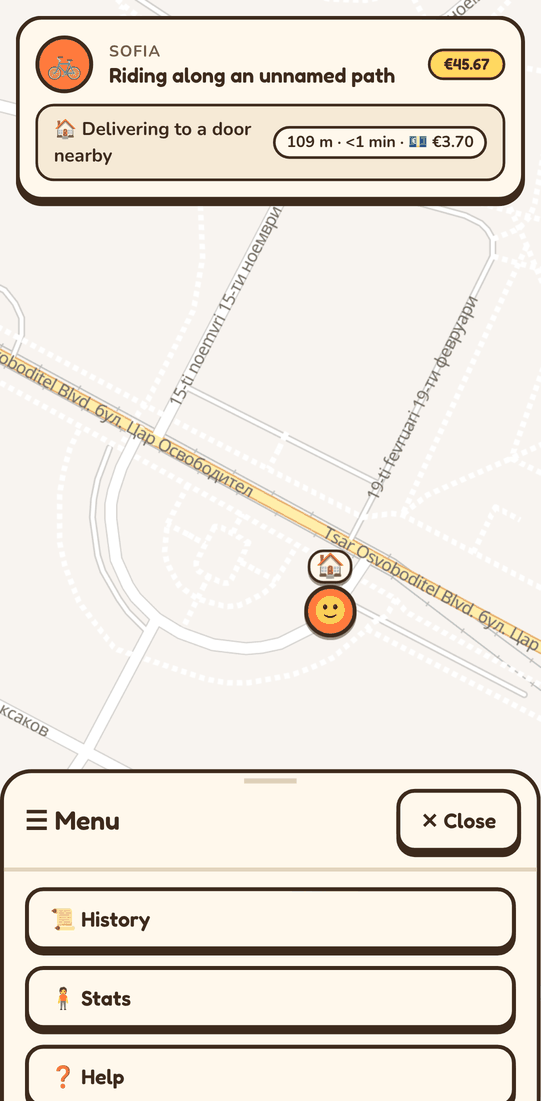 SOFIA
Riding along an unnamed path
€45.67
🏠 Delivering to a door
nearby
109 m · <1 min · 💶 €3.70
15-ti noemvri 15-ти ноември
19-ti fevruari 19-ти февруари
oboditel Blvd. бул. Цар Освободител
Tsar Osvoboditel Blvd. бул. Цар
ксаков
☰ Menu
✕ Close
📜 History
🧍 Stats
❓ Help